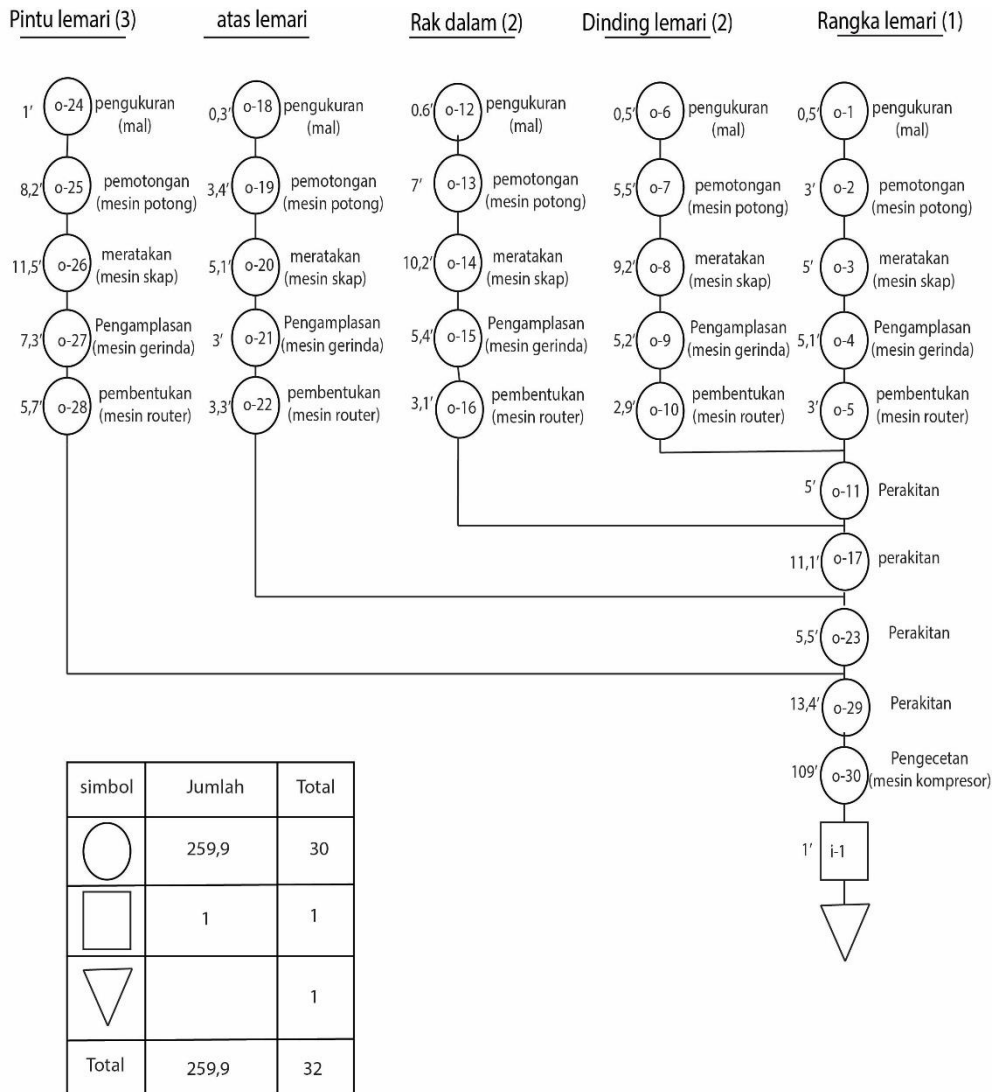 Pintu lemari (3)
atas lemari
Rak dalam (2)
Dinding lemari (2)
Rangka lemari (1)
1' o-24 pengukuran
(mal)
8,2' o-25 pemotongan
(mesin potong)
11,5' o-26 meratakan
(mesin skap)
7,3' o-27 Pengamplasan
(mesin gerinda)
5,7' o-28 pembentukan
(mesin router)
0,3' o-18 pengukuran
(mal)
3,4' o-19 pemotongan
(mesin potong)
5,1' o-20 meratakan
(mesin skap)
3' o-21 Pengamplasan
(mesin gerinda)
3,3' o-22 pembentukan
(mesin router)
0.6' o-12 pengukuran
(mal)
7' o-13 pemotongan
(mesin potong)
10,2' o-14 meratakan
(mesin skap)
5,4' o-15 Pengamplasan
(mesin gerinda)
3,1' o-16 pembentukan
(mesin router)
0,5' o-6 pengukuran
(mal)
5,5' o-7 pemotongan
(mesin potong)
9,2' o-8 meratakan
(mesin skap)
5,2' o-9 Pengamplasan
(mesin gerinda)
2,9' o-10 pembentukan
(mesin router)
0,5' o-1 pengukuran
(mal)
3' o-2 pemotongan
(mesin potong)
5' o-3 meratakan
(mesin skap)
5,1' o-4 Pengamplasan
(mesin gerinda)
3' o-5 pembentukan
(mesin router)
5' o-11 Perakitan
11,1' o-17 perakitan
5,5' o-23 Perakitan
13,4' o-29 Perakitan
109' o-30 Pengecetan
(mesin kompresor)
1' i-1
simbol Jumlah Total
259,9 30
1 1
1
Total 259,9 32